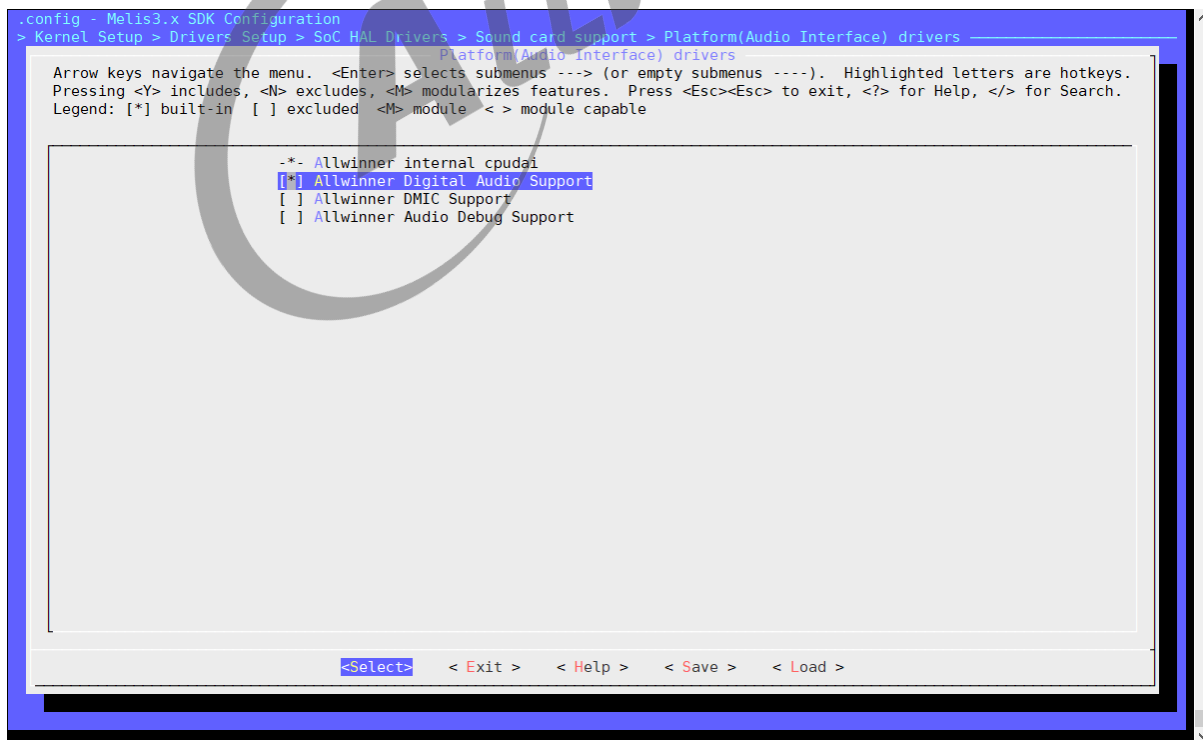 .config - Melis3.x SDK Configuration
> Kernel Setup > Drivers Setup > SoC HAL Drivers > Sound card support > Platform(Audio Interface) drivers
Platform(Audio Interface) drivers
Arrow keys navigate the menu. <Enter> selects submenus ---> (or empty submenus ----). Highlighted letters are hotkeys.
Pressing <Y> includes, <N> excludes, <M> modularizes features. Press <Esc><Esc> to exit, <?> for Help, </> for Search.
Legend: [*] built-in [ ] excluded <M> module < > module capable
-*- Allwinner internal cpudai
[*] Allwinner Digital Audio Support
[ ] Allwinner DMIC Support
[ ] Allwinner Audio Debug Support
<Select> < Exit > < Help > < Save > < Load >